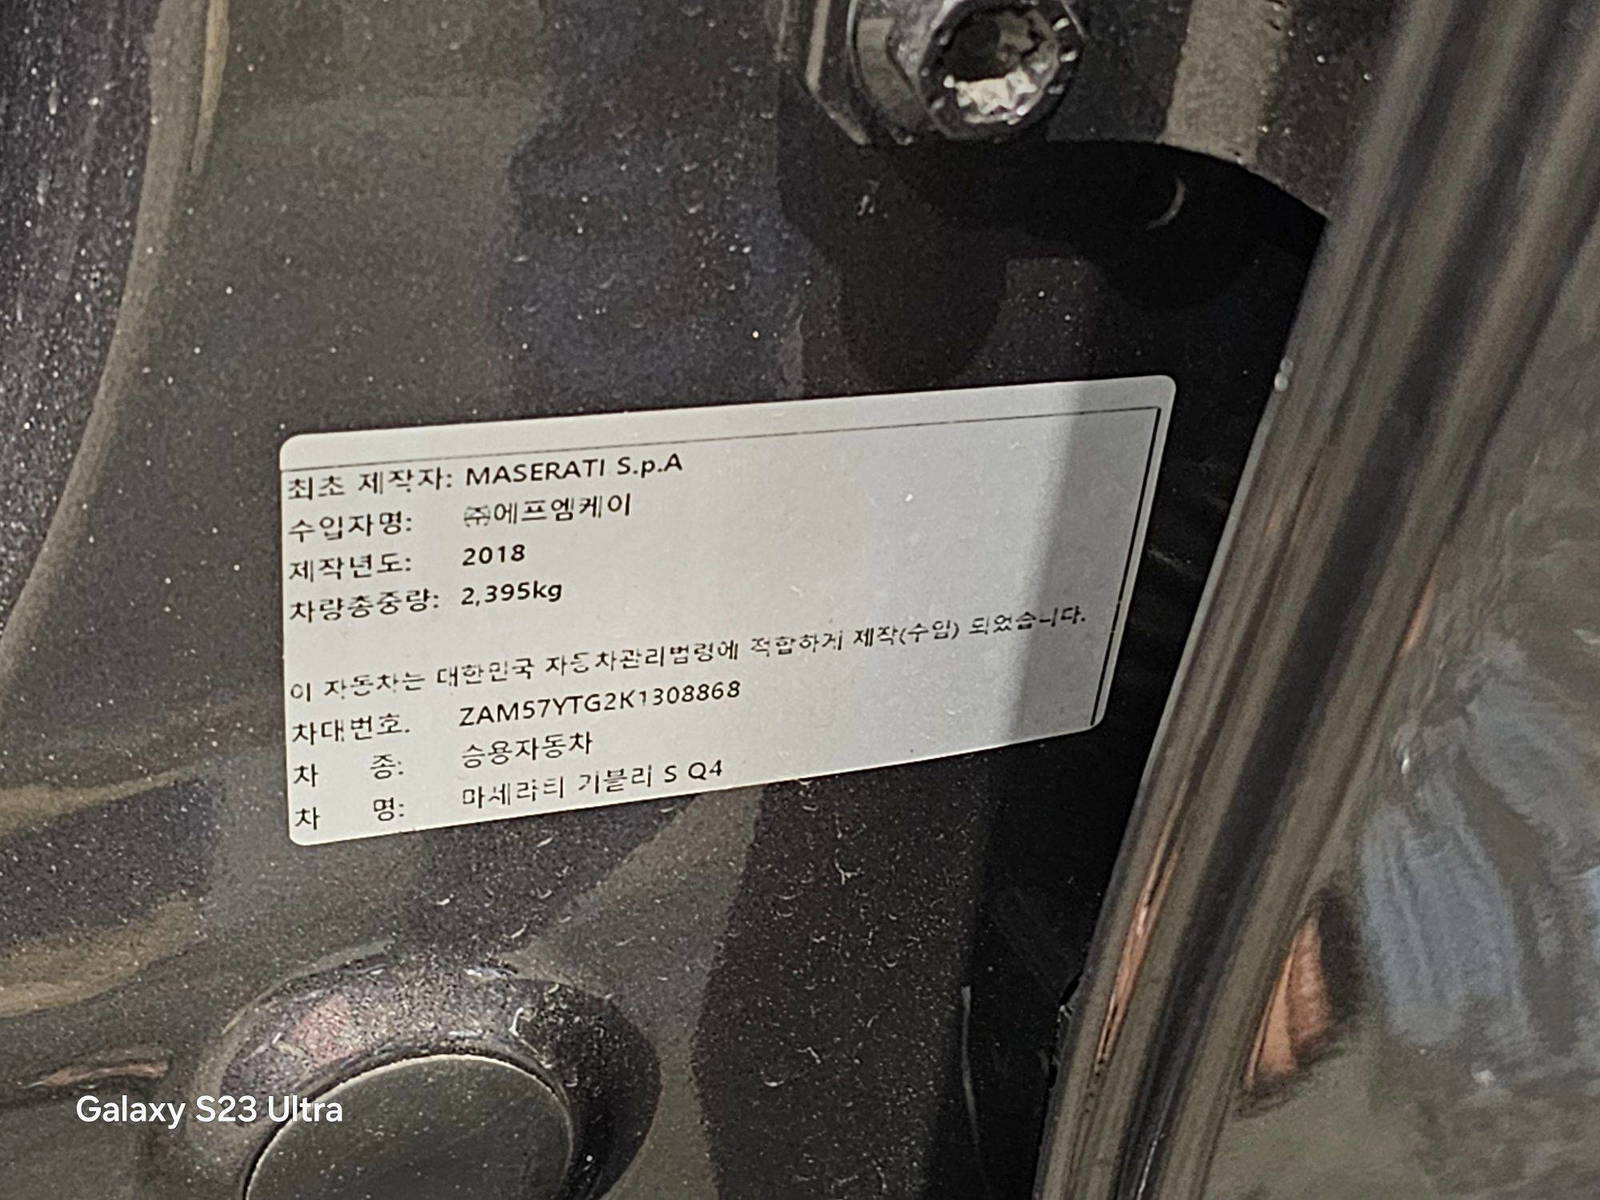 최초 제작자: MASERATI S.p.A
수입자명: ㈜에프엠케이
제작년도: 2018
차량총중량: 2,395kg
이 자동차는 대한민국 자동차관리법령에 적합하게 제작(수입) 되었습니다.
차대번호. ZAM57YTG2K1308868
차 종: 승용자동차
차 명: 마세라티 기블리 S Q4
Galaxy S23 Ultra